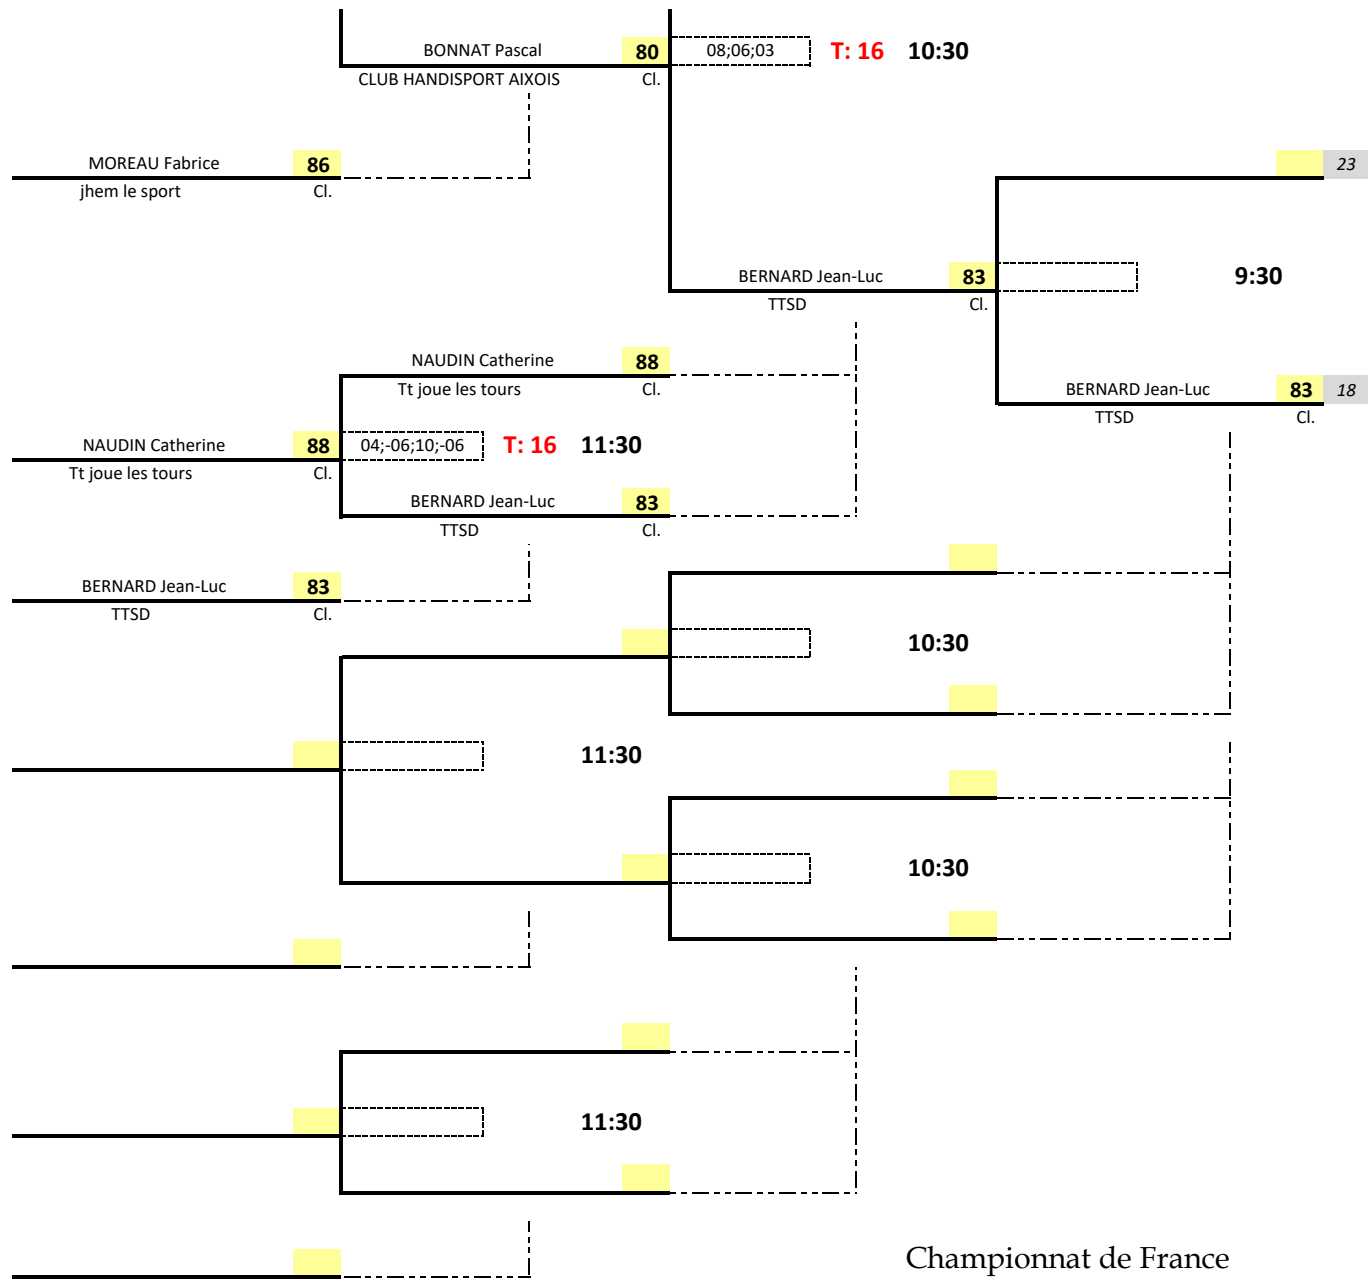 BONNAT Pascal 80 08;06;03 T: 16 10:30
CLUB HANDISPORT AIXOIS Cl.
MOREAU Fabrice 86 23
jhem le sport Cl.
BERNARD Jean-Luc 83 9:30
TTSD Cl.
NAUDIN Catherine 88
Tt joue les tours Cl.
BERNARD Jean-Luc 83 18
TTSD Cl.
NAUDIN Catherine 88 04;-06;10;-06 T: 16 11:30
Tt joue les tours Cl.
BERNARD Jean-Luc 83
TTSD Cl.
BERNARD Jean-Luc 83
TTSD Cl.
10:30
11:30
10:30
11:30
Championnat de France